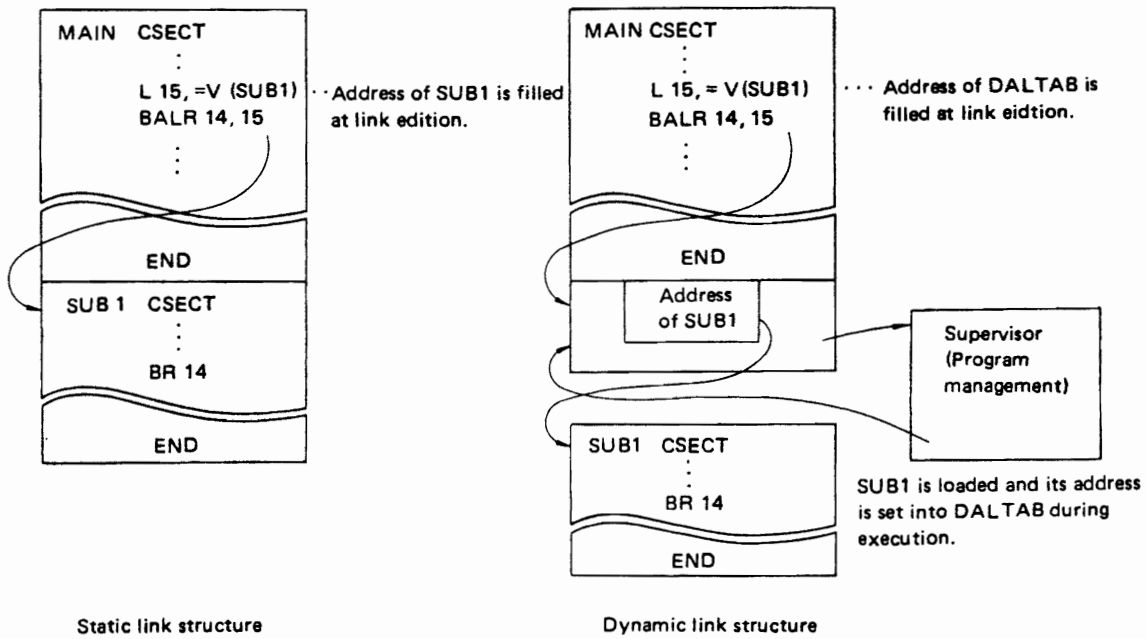 MAIN CSECT
L 15, =V (SUB1)
BALR 14, 15
··Address of SUB1 is filled
at link edition.
END
SUB 1 CSECT
BR 14
END
Static link structure
MAIN CSECT
L 15, = V(SUB1)
BALR 14, 15
··· Address of DALTAB is
filled at link eidtion.
END
Address
of SUB1
Supervisor
(Program
management)
SUB1 is loaded and its address
is set into DALTAB during
execution.
SUB1 CSECT
BR 14
END
Dynamic link structure